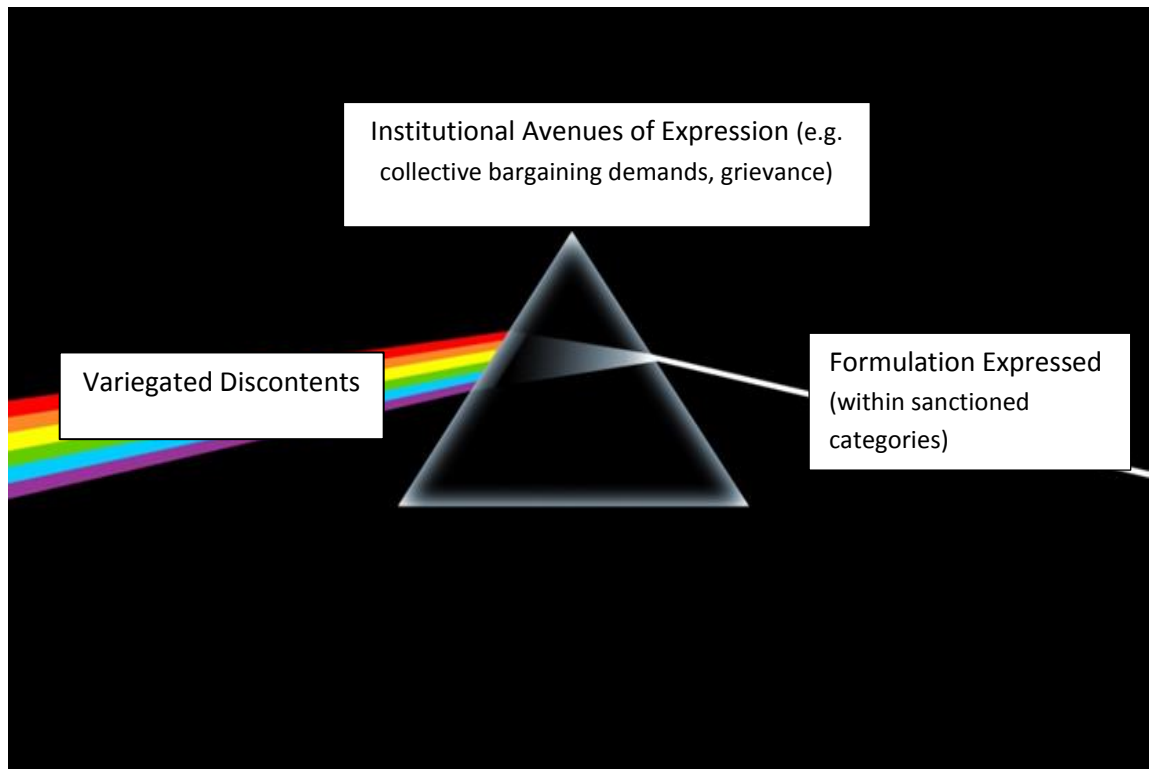 Institutional Avenues of Expression (e.g.
collective bargaining demands, grievance)
Variegated Discontents
Formulation Expressed
(within sanctioned
categories)